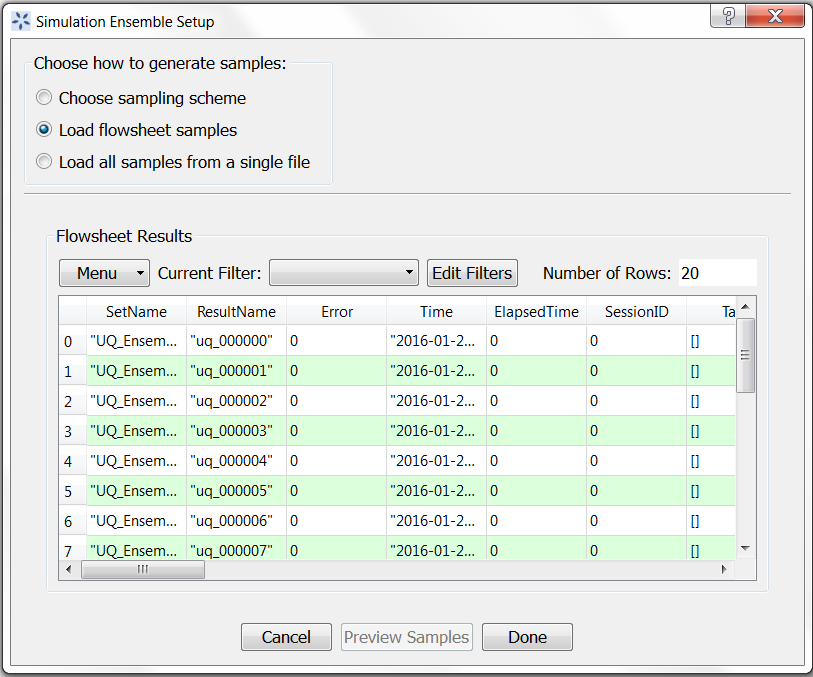 Simulation Ensemble Setup
Choose how to generate samples:
Choose sampling scheme
Load flowsheet samples
Load all samples from a single file
Flowsheet Results
Menu Current Filter: Edit Filters Number of Rows: 20
SetName ResultName Error Time ElapsedTime SessionID Ta
0 "UQ_Ensem... "uq_000000" 0 "2016-01-2... 0 0 []
1 "UQ_Ensem... "uq_000001" 0 "2016-01-2... 0 0 []
2 "UQ_Ensem... "uq_000002" 0 "2016-01-2... 0 0 []
3 "UQ_Ensem... "uq_000003" 0 "2016-01-2... 0 0 []
4 "UQ_Ensem... "uq_000004" 0 "2016-01-2... 0 0 []
5 "UQ_Ensem... "uq_000005" 0 "2016-01-2... 0 0 []
6 "UQ_Ensem... "uq_000006" 0 "2016-01-2... 0 0 []
7 "UQ_Ensem... "uq_000007" 0 "2016-01-2... 0 0 []
Cancel Preview Samples Done